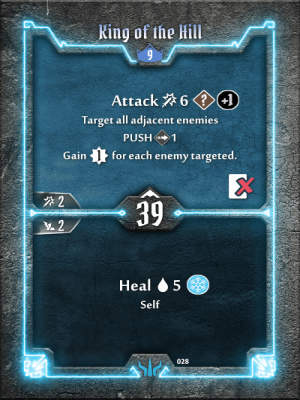 King of the Hill
9
Attack 6 ? +1
Target all adjacent enemies
PUSH 1
Gain 1 for each enemy targeted.
2
39
2
Heal 5
Self
028